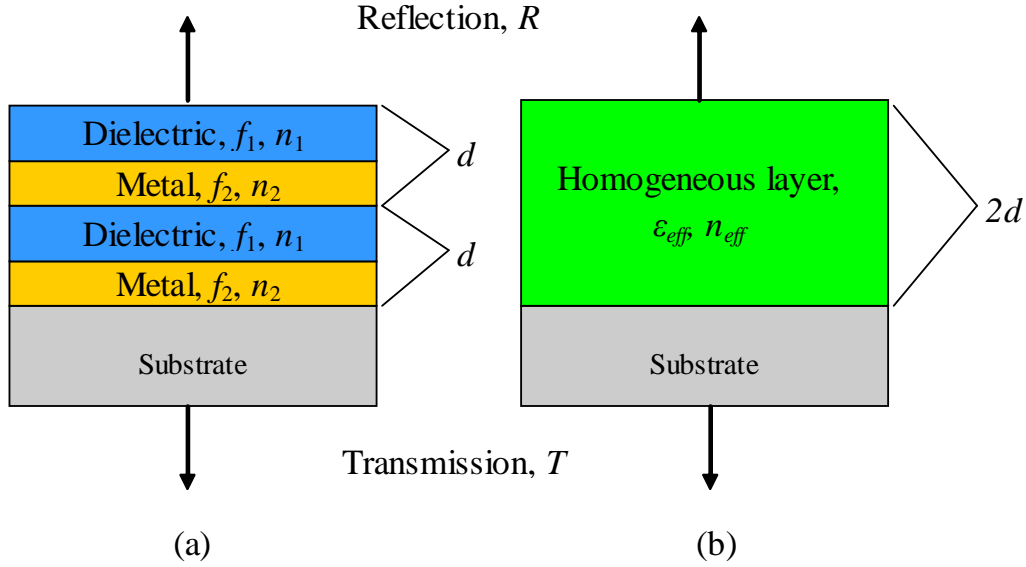 Reflection, R
Dielectric, f1, n1
Metal, f2, n2
Dielectric, f1, n1
Metal, f2, n2
Substrate
d
d
Transmission, T
(a)
Homogeneous layer,
εeff, neff
2d
Substrate
(b)